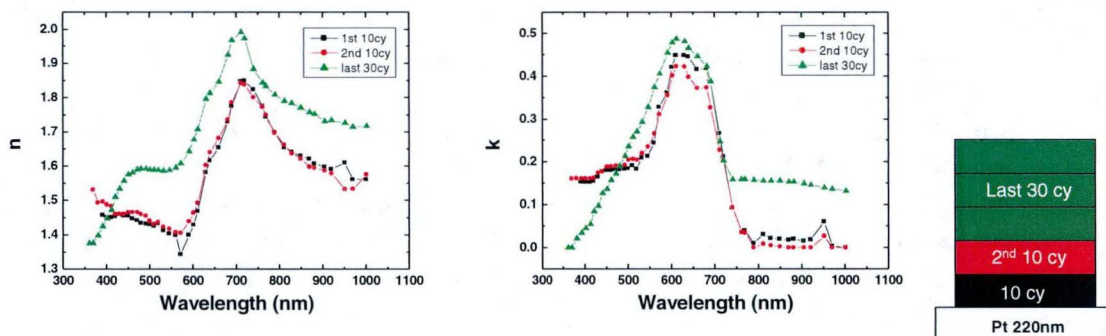 2.0
1.9
1.8
1.7
1.6
1.5
1.4
1.3
n
300 400 500 600 700 800 900 1000 1100
Wavelength (nm)
1st 10cy
2nd 10cy
last 30cy
0.5
0.4
0.3
0.2
0.1
0.0
k
300 400 500 600 700 800 900 1000 1100
Wavelength (nm)
1st 10cy
2nd 10cy
last 30cy
Last 30 cy
2nd 10 cy
10 cy
Pt 220nm